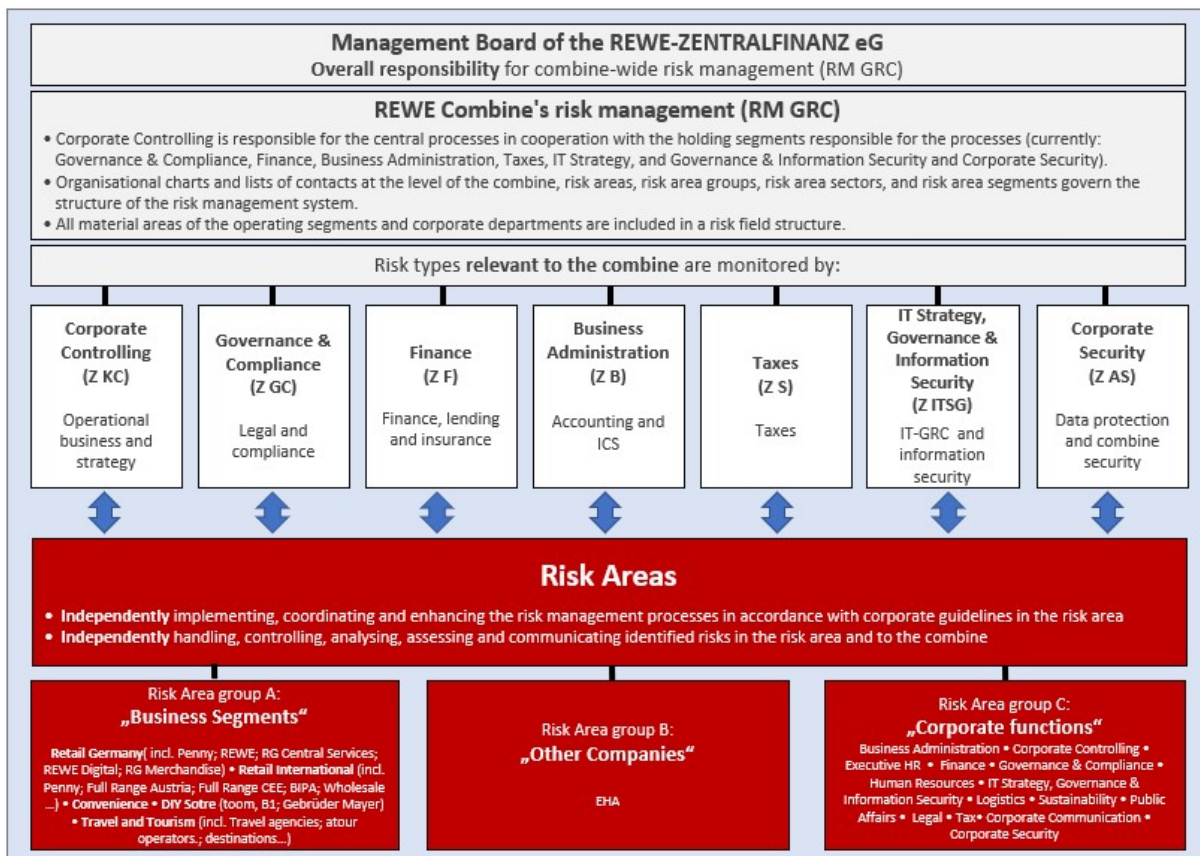 Management Board of the REWE-ZENTRALFINANZ eG
Overall responsibility for combine-wide risk management (RM GRC)
REWE Combine's risk management (RM GRC)
• Corporate Controlling is responsible for the central processes in cooperation with the holding segments responsible for the processes (currently:
Governance & Compliance, Finance, Business Administration, Taxes, IT Strategy, and Governance & Information Security and Corporate Security).
• Organisational charts and lists of contacts at the level of the combine, risk areas, risk area groups, risk area sectors, and risk area segments govern the
structure of the risk management system.
• All material areas of the operating segments and corporate departments are included in a risk field structure.
Risk types relevant to the combine are monitored by:
Corporate
Controlling
(Z KC)
Operational
business and
strategy
Governance &
Compliance
(Z GC)
Legal and
compliance
Finance
(Z F)
Finance, lending
and insurance
Business
Administration
(Z B)
Accounting and
ICS
Taxes
(Z S)
Taxes
IT Strategy,
Governance &
Information
Security
(Z ITSG)
IT-GRC and
information
security
Corporate
Security
(Z AS)
Data protection
and combine
security
Risk Areas
• Independently implementing, coordinating and enhancing the risk management processes in accordance with corporate guidelines in the risk area
• Independently handling, controlling, analysing, assessing and communicating identified risks in the risk area and to the combine
Risk Area group A:
„Business Segments“
Retail Germany( incl. Penny; REWE; RG Central Services;
REWE Digital; RG Merchandise) • Retail International (incl.
Penny; Full Range Austria; Full Range CEE; BIPA; Wholesale
...) • Convenience • DIY Sotre (toom, B1; Gebrüder Mayer)
• Travel and Tourism (incl. Travel agencies; atour
operators.; destinations...)
Risk Area group B:
„Other Companies“
EHA
Risk Area group C:
„Corporate functions“
Business Administration • Corporate Controlling •
Executive HR • Finance • Governance & Compliance •
Human Resources • IT Strategy, Governance &
Information Security • Logistics • Sustainability • Public
Affairs • Legal • Tax• Corporate Communication •
Corporate Security